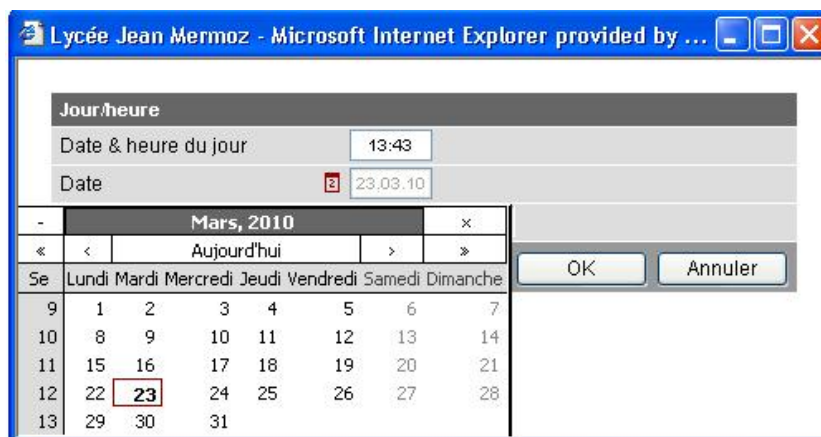 Lycée Jean Mermoz - Microsoft Internet Explorer provided by ...
Jour/heure
Date & heure du jour 13:43
Date 2 23.03.10
- Mars, 2010 ×
« ‹ Aujourd'hui › »
OK Annuler
Se Lundi Mardi Mercredi Jeudi Vendredi Samedi Dimanche
9 1 2 3 4 5 6 7
10 8 9 10 11 12 13 14
11 15 16 17 18 19 20 21
12 22 23 24 25 26 27 28
13 29 30 31